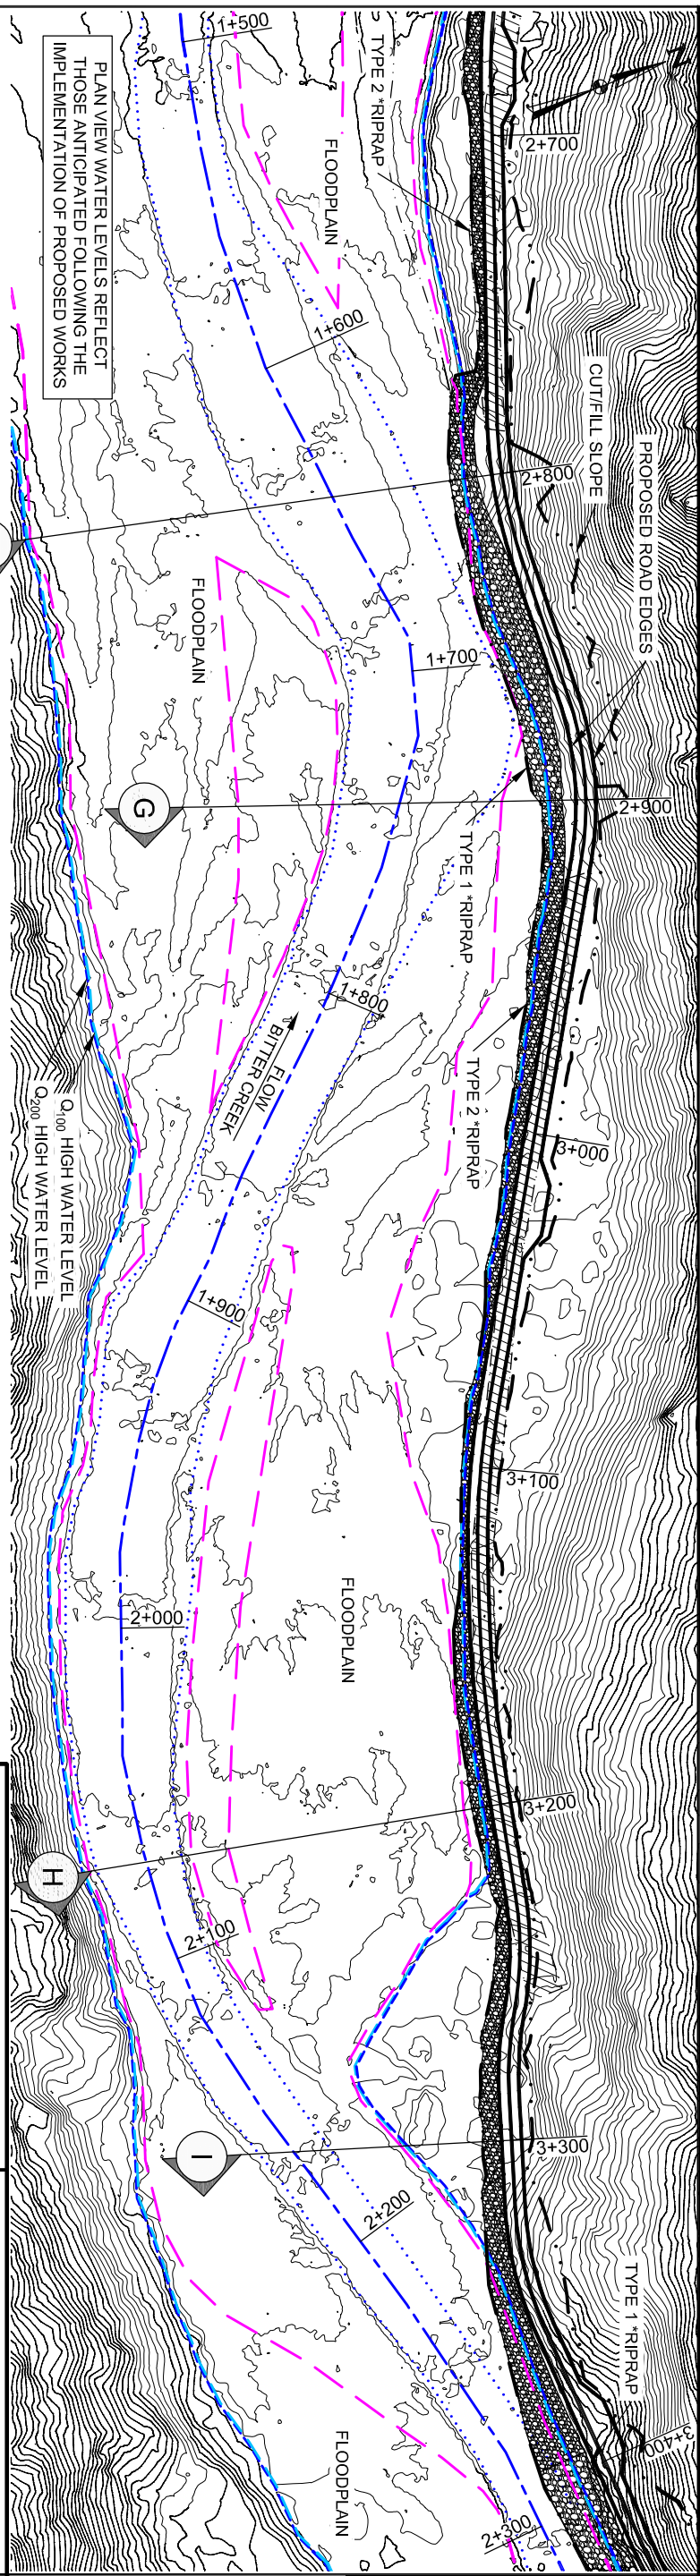 1+500
TYPE 2 *RIPRAP
2+700
N
PLAN VIEW WATER LEVELS REFLECT
THOSE ANTICIPATED FOLLOWING THE
IMPLEMENTATION OF PROPOSED WORKS
FLOODPLAIN
1+600
CUT/FILL SLOPE
PROPOSED ROAD EDGES
2+800
FLOODPLAIN
1+700
G
2+900
TYPE 1 *RIPRAP
1+800
FLOW
BITTER CREEK
TYPE 2 *RIPRAP
Q100 HIGH WATER LEVEL
Q200 HIGH WATER LEVEL
3+000
1+900
3+100
FLOODPLAIN
2+000
3+200
H
2+100
I
3+300
2+200
TYPE 1 *RIPRAP
3+400
FLOODPLAIN
2+300